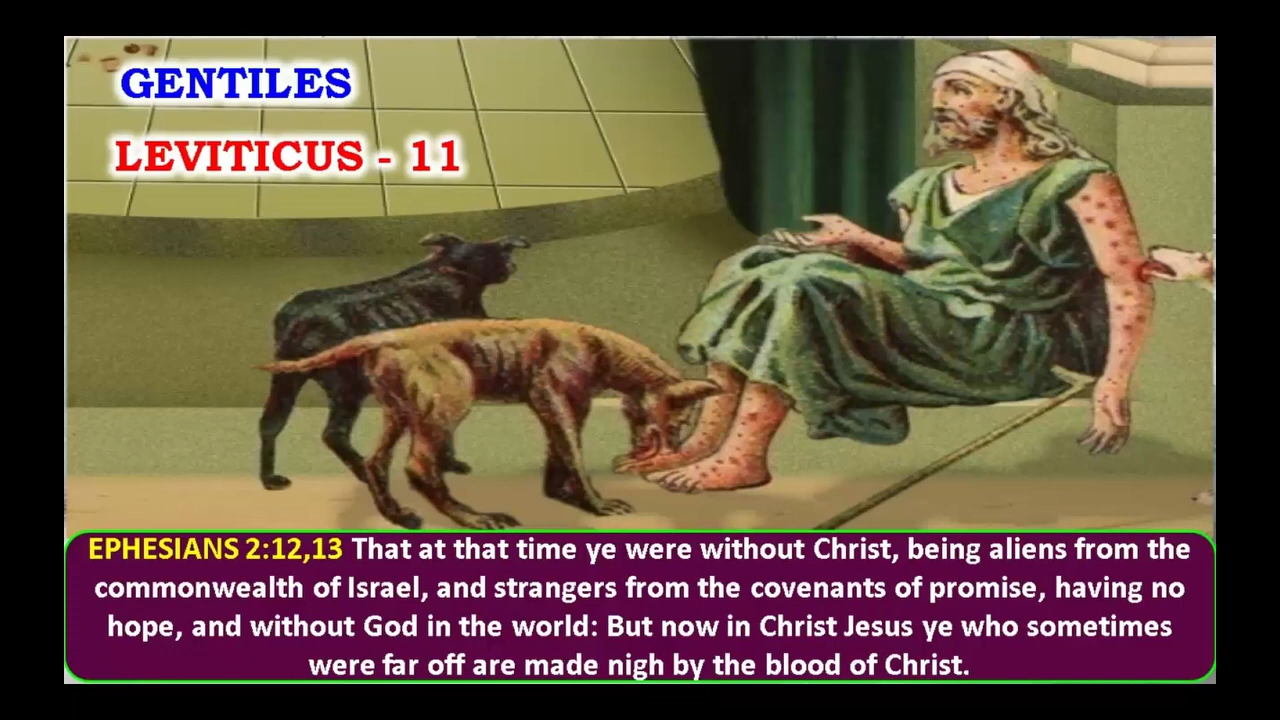 GENTILES
LEVITICUS - 11
EPHESIANS 2:12,13 That at that time ye were without Christ, being aliens from the
commonwealth of Israel, and strangers from the covenants of promise, having no
hope, and without God in the world: But now in Christ Jesus ye who sometimes
were far off are made nigh by the blood of Christ.